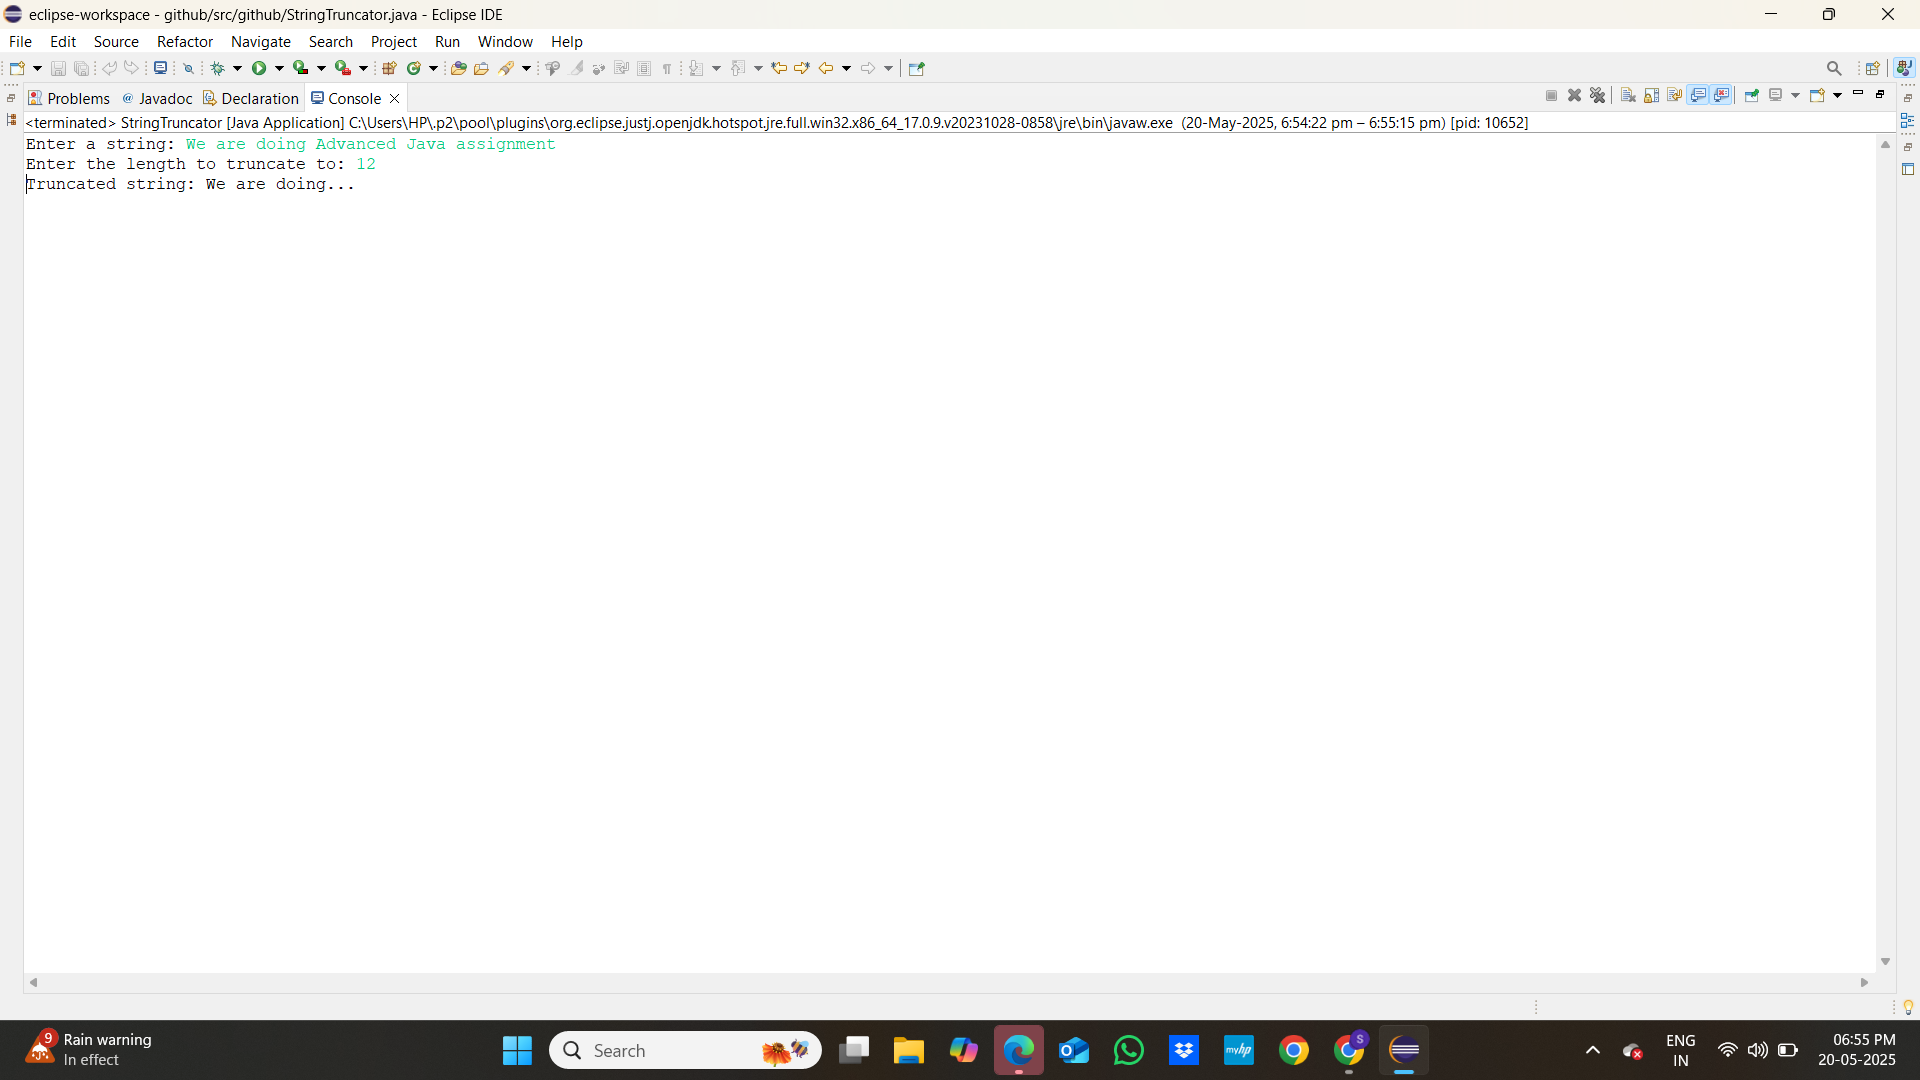 eclipse-workspace - github/src/github/StringTruncator.java - Eclipse IDE
File Edit Source Refactor Navigate Search Project Run Window Help
Problems @ Javadoc Declaration Console
<terminated> StringTruncator [Java Application] C:\Users\HP\.p2\pool\plugins\org.eclipse.justj.openjdk.hotspot.jre.full.win32.x86_64_17.0.9.v20231028-0858\jre\bin\javaw.exe (20-May-2025, 6:54:22 pm – 6:55:15 pm) [pid: 10652]
Enter a string: We are doing Advanced Java assignment
Enter the length to truncate to: 12
Truncated string: We are doing...
9
Rain warning
In effect
Search
myhp
S
ENG
IN
06:55 PM
20-05-2025